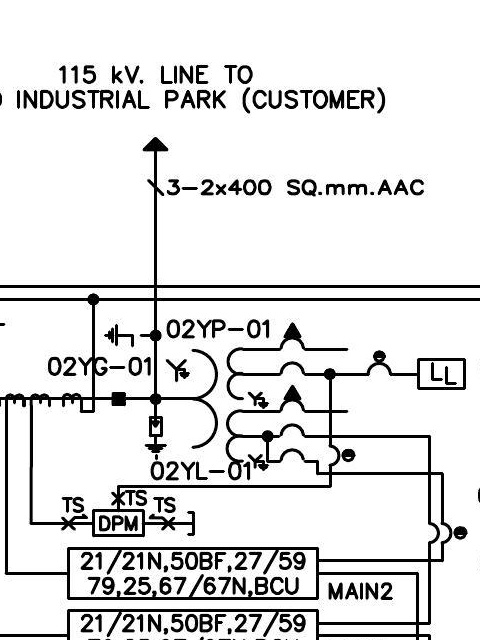 115 kV. LINE TO
INDUSTRIAL PARK (CUSTOMER)
3-2x400 SQ.mm.AAC
02YP-01
02YG-01
LL
02YL-01
TS
TS
TS
DPM
21/21N,50BF,27/59
79,25,67/67N,BCU
MAIN2
21/21N,50BF,27/59